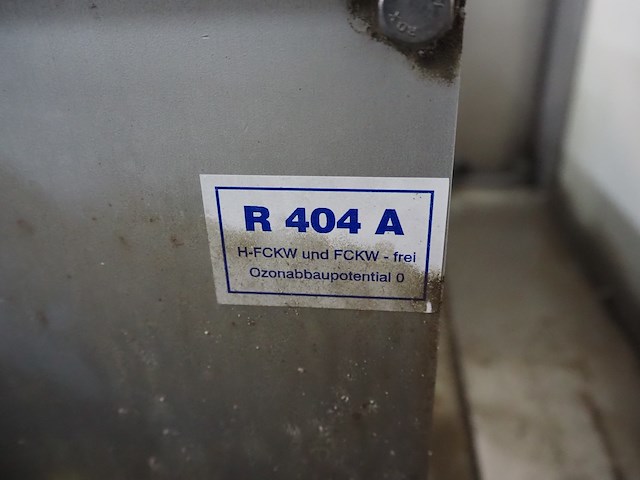 R 404 A
H-FCKW und FCKW - frei
Ozonabbaupotential 0